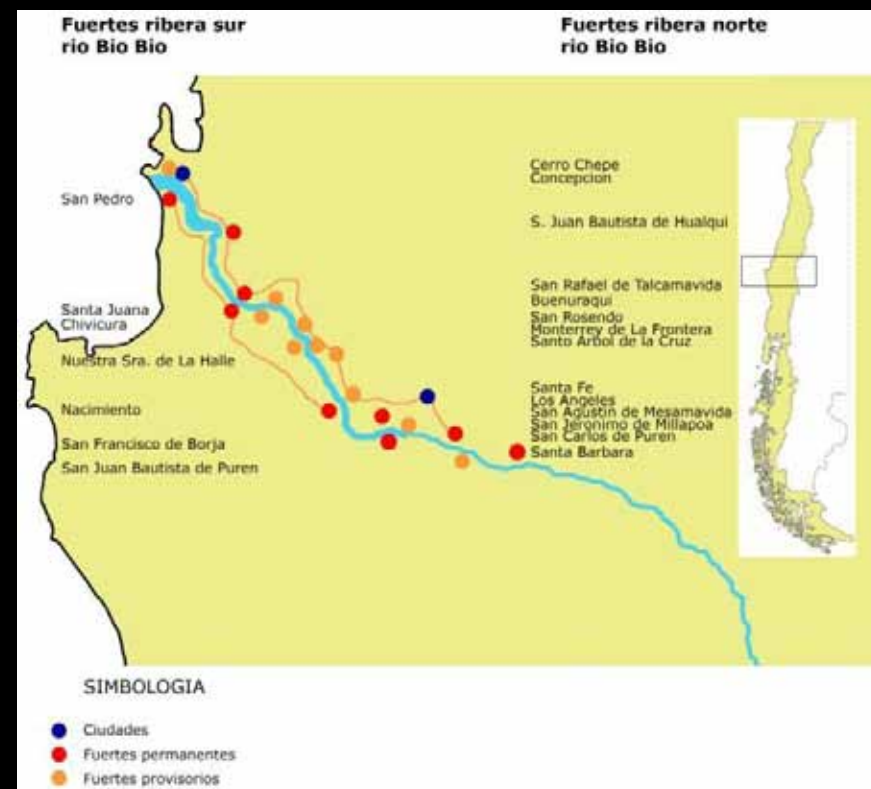 Fuertes ribera sur
rio Bio Bio
Fuertes ribera norte
rio Bio Bio
San Pedro
Santa Juana
Chivicura
Nuestra Sra. de La Halle
Nacimiento
San Francisco de Borja
San Juan Bautista de Puren
Cerro Chepe
Concepcion
S. Juan Bautista de Hualqui
San Rafael de Talcamavida
Buenuraqui
San Rosendo
Monterrey de La Frontera
Santo Arbol de la Cruz
Santa Fe
Los Angeles
San Agustin de Mesamavida
San Jeronimo de Millapoa
San Carlos de Puren
Santa Barbara
SIMBOLOGIA
Ciudades
Fuertes permanentes
Fuertes provisorios